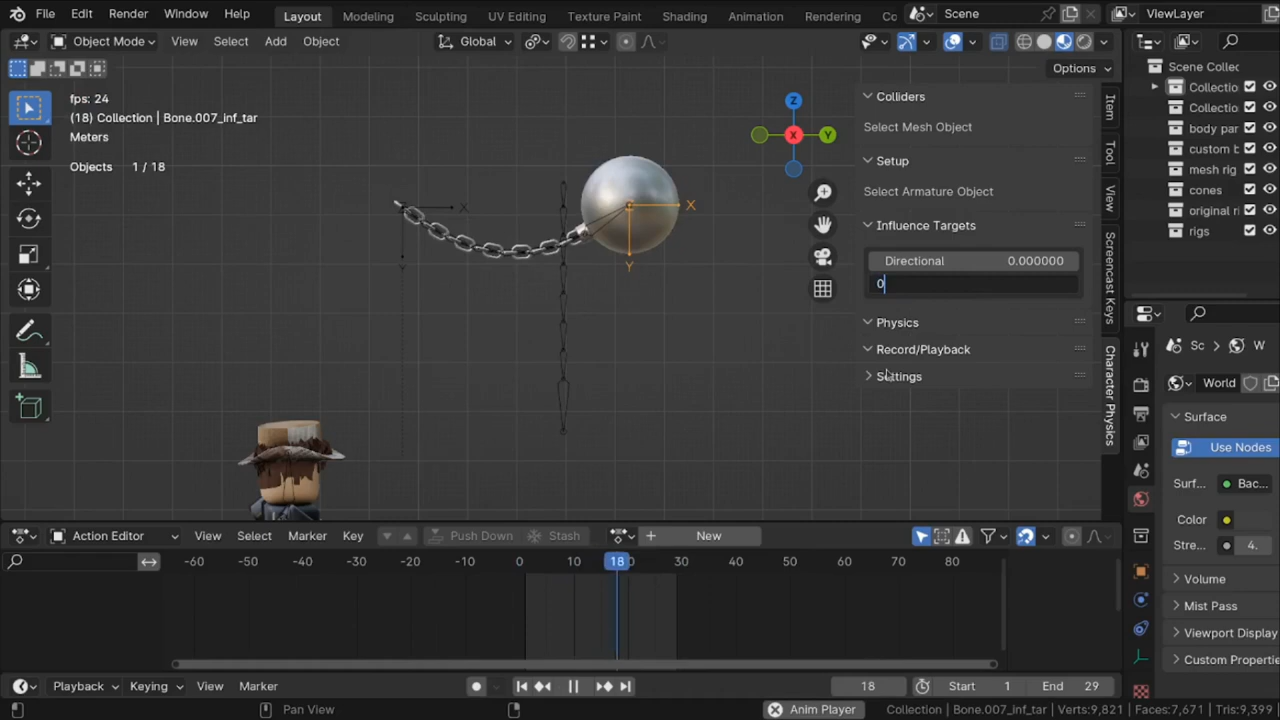 File Edit Render Window Help Layout Modeling Sculpting UV Editing Texture Paint Shading Animation Rendering Co Scene ViewLayer
Object Mode View Select Add Object Global
Options
fps: 24
(18) Collection | Bone.007_inf_tar
Meters
Objects 1 / 18
Z
Y
X
X
X
Y
Y
Colliders
Select Mesh Object
Setup
Select Armature Object
Influence Targets
Directional 0.000000
0
Physics
Record/Playback
Settings
Item
Tool
View
Screencast Keys
Character Physics
Scene Collec
Collectio
Collectio
body par
custom b
mesh rig
cones
original ri
rigs
Sc
W
World
Surface
Use Nodes
Surf... Bac...
Color
Stre... 4.
Volume
Mist Pass
Viewport Display
Custom Propertie
Action Editor View Select Marker Key Push Down Stash New
-60 -50 -40 -30 -20 -10 0 10 18 20 30 40 50 60 70 80
Playback Keying View Marker 18 Start 1 End 29
Pan View Anim Player Collection | Bone.007_inf_tar | Verts:9,821 | Faces:7,671 | Tris:9,399